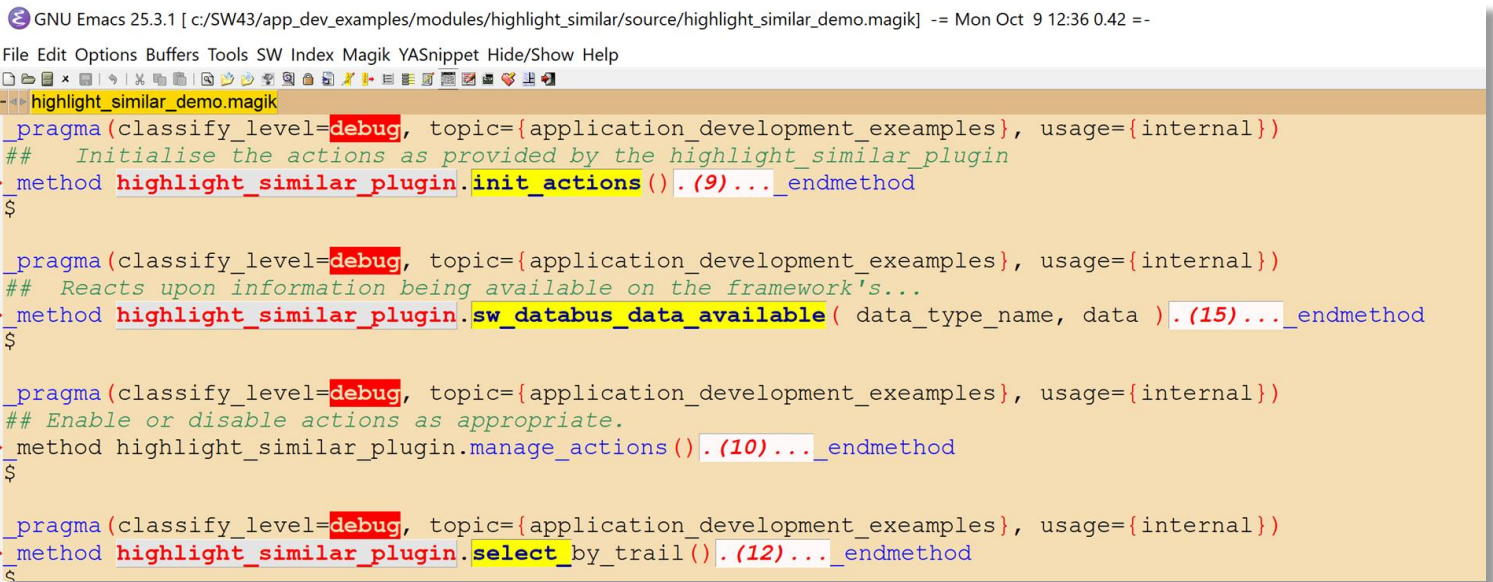 GNU Emacs 25.3.1 [ c:/SW43/app_dev_examples/modules/highlight_similar/source/highlight_similar_demo.magik] -= Mon Oct 9 12:36 0.42 =-
File Edit Options Buffers Tools SW Index Magik YASnippet Hide/Show Help
highlight_similar_demo.magik
_pragma(classify_level=debug, topic={application_development_exeamples}, usage={internal})
## Initialise the actions as provided by the highlight_similar_plugin
_method highlight_similar_plugin.init_actions().(9)..._endmethod
$
_pragma(classify_level=debug, topic={application_development_exeamples}, usage={internal})
## Reacts upon information being available on the framework's...
_method highlight_similar_plugin.sw_databus_data_available( data_type_name, data ).(15)..._endmethod
$
_pragma(classify_level=debug, topic={application_development_exeamples}, usage={internal})
## Enable or disable actions as appropriate.
_method highlight_similar_plugin.manage_actions().(10)..._endmethod
$
_pragma(classify_level=debug, topic={application_development_exeamples}, usage={internal})
_method highlight_similar_plugin.select_by_trail().(12)..._endmethod
$